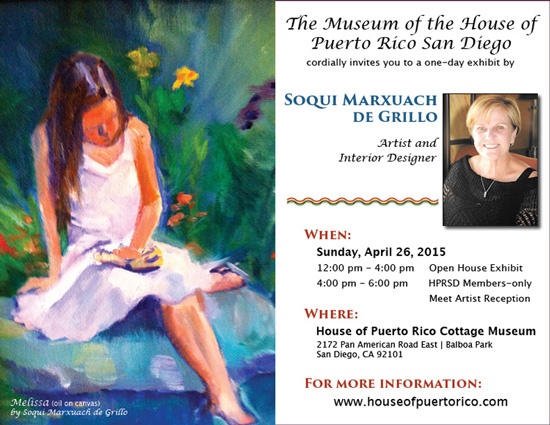 The Museum of the House of
Puerto Rico San Diego
cordially invites you to a one-day exhibit by
Soqui Marxuach
de Grillo
Artist and
Interior Designer
When:
Sunday, April 26, 2015
12:00 pm – 4:00 pm Open House Exhibit
4:00 pm – 6:00 pm HPRSD Members-only
Meet Artist Reception
Where:
House of Puerto Rico Cottage Museum
2172 Pan American Road East | Balboa Park
San Diego, CA 92101
For more information:
www.houseofpuertorico.com
Melissa (oil on canvas)
by Soqui Marxuach de Grillo